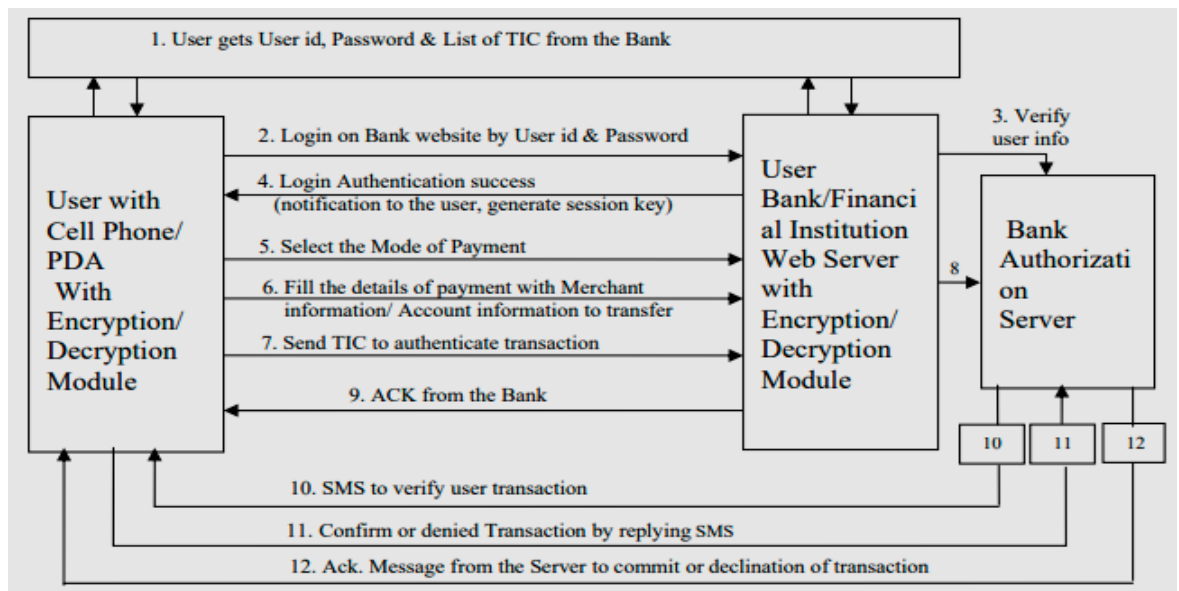 1. User gets User id, Password & List of TIC from the Bank
2. Login on Bank website by User id & Password
3. Verify
user info
4. Login Authentication success
(notification to the user, generate session key)
User with
Cell Phone/
PDA
With
Encryption/
Decryption
Module
5. Select the Mode of Payment
6. Fill the details of payment with Merchant
information/ Account information to transfer
7. Send TIC to authenticate transaction
9. ACK from the Bank
User
Bank/Financi
al Institution
Web Server
with
Encryption/
Decryption
Module
8
Bank
Authorizati
on
Server
10
11
12
10. SMS to verify user transaction
11. Confirm or denied Transaction by replying SMS
12. Ack. Message from the Server to commit or declination of transaction